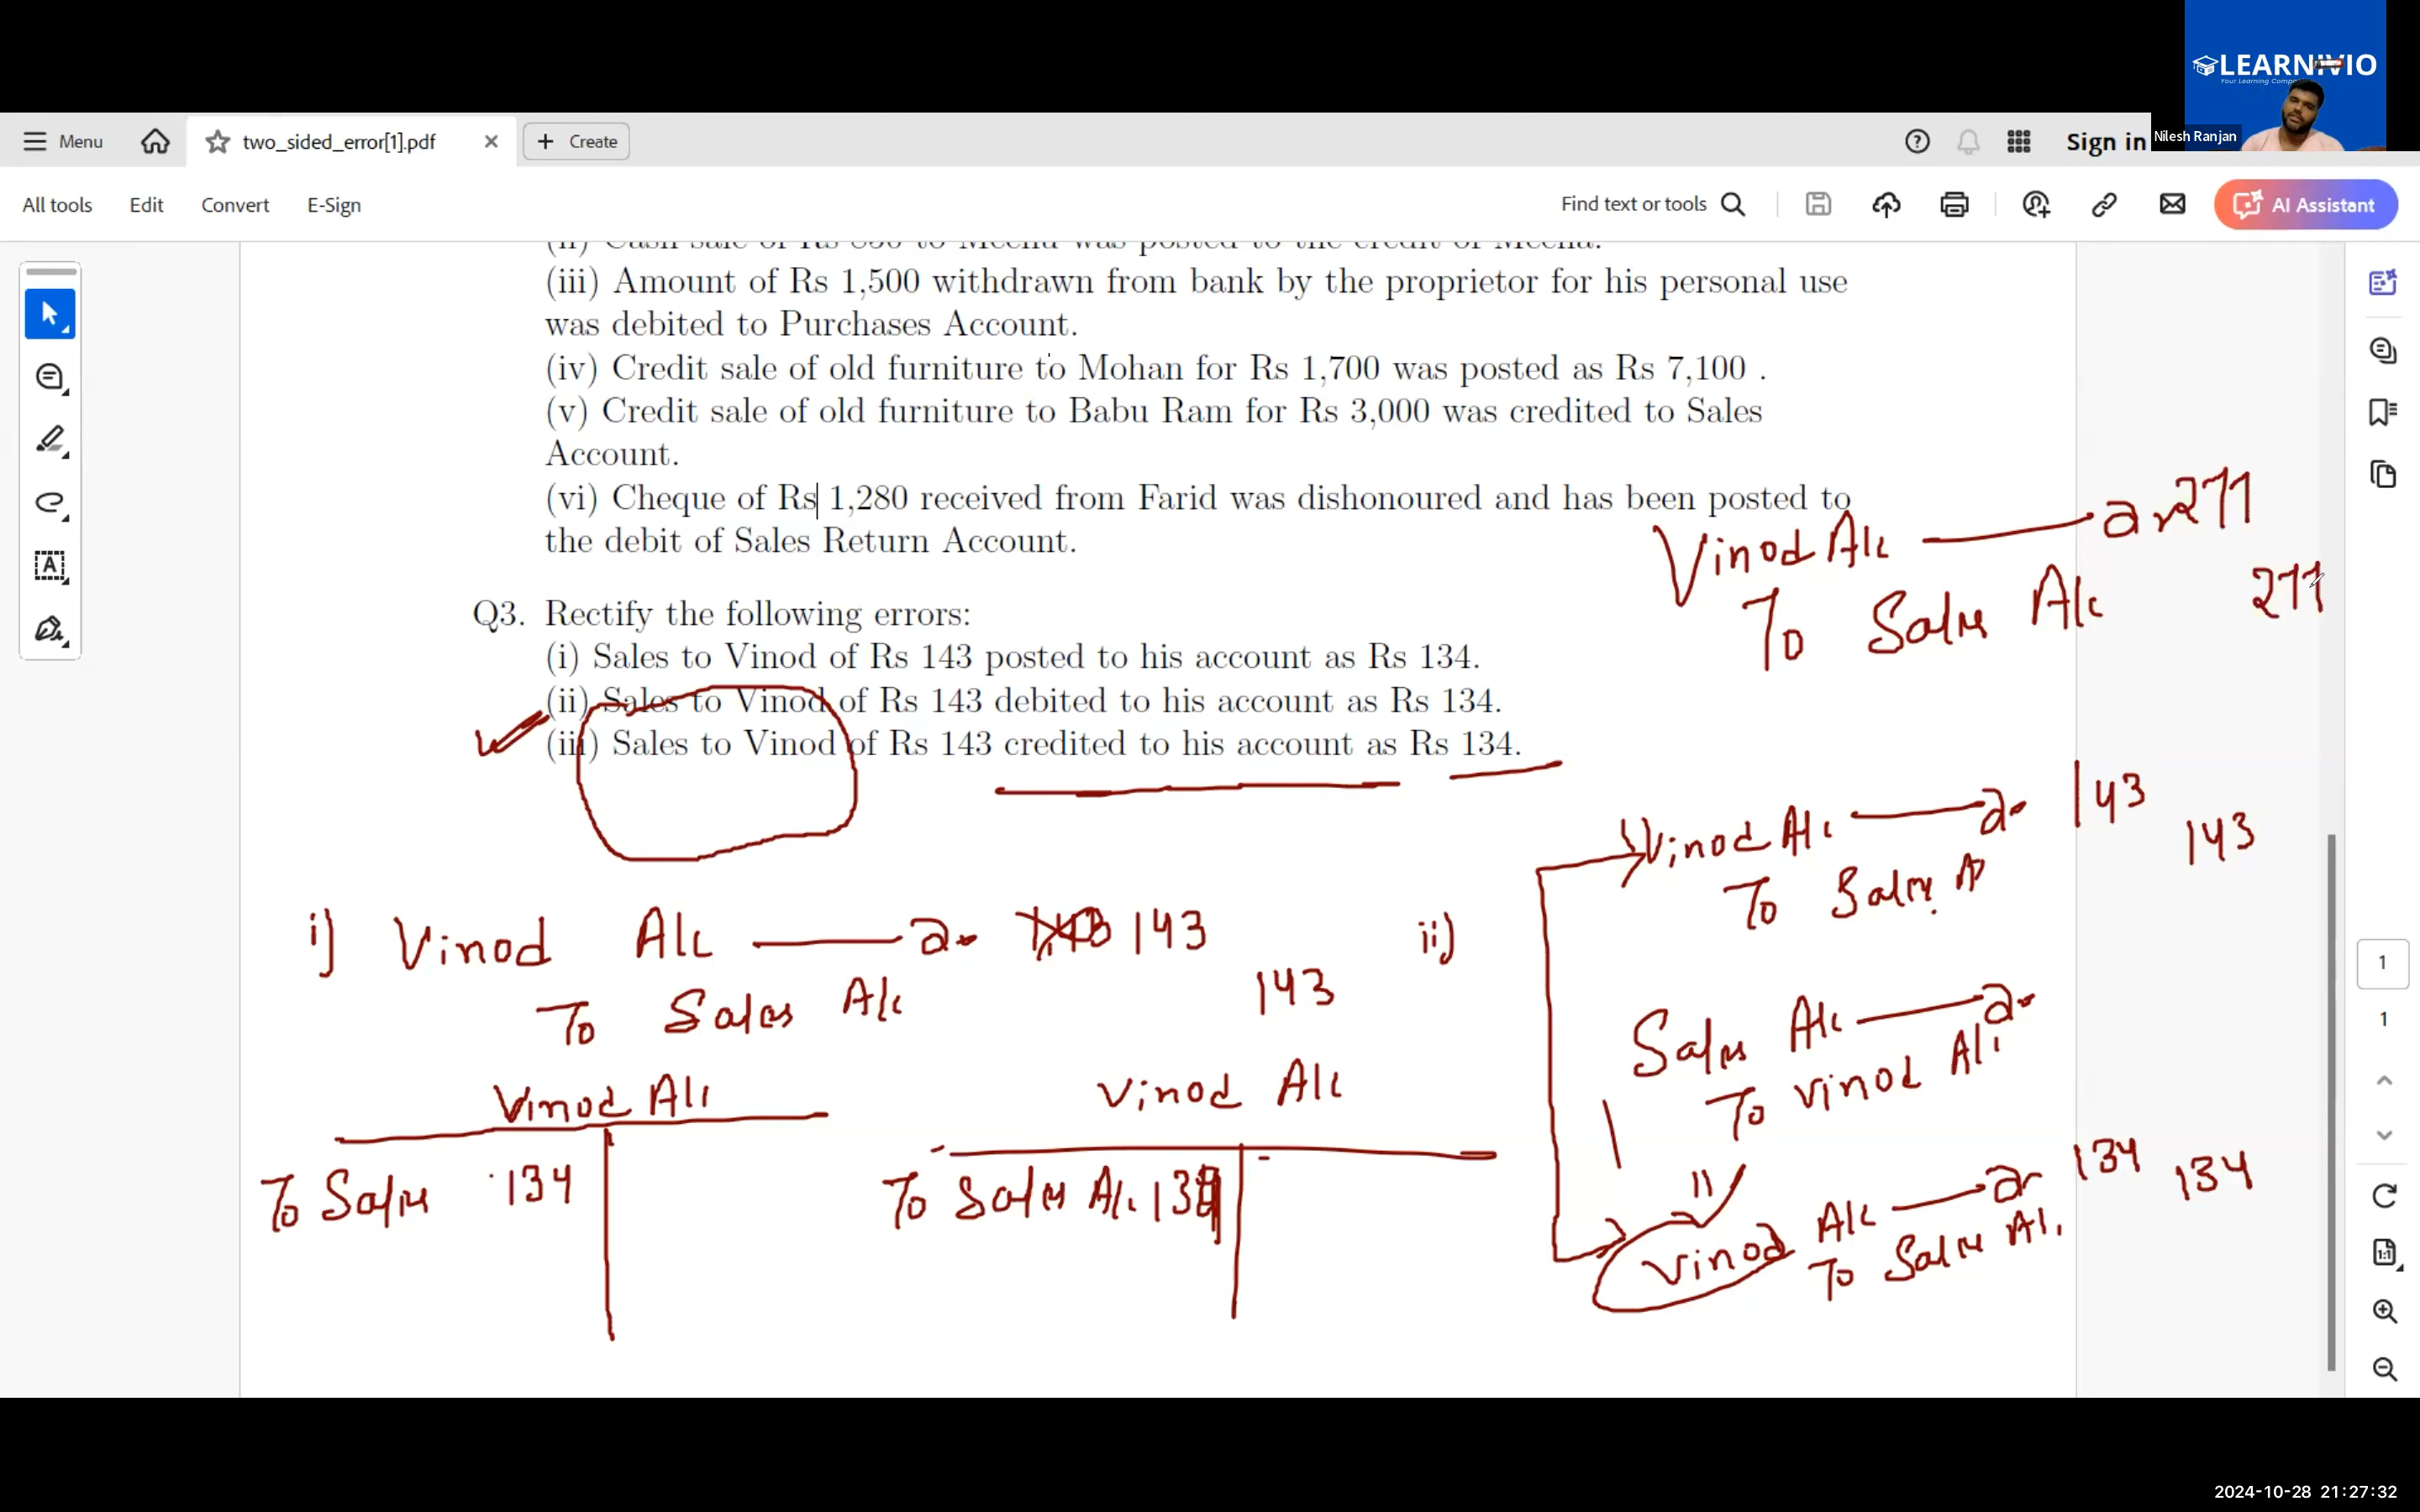 LEARNIVIO
Nilesh Ranjan
Menu
two_sided_error[1].pdf
Create
Sign in
All tools
Edit
Convert
E-Sign
Find text or tools
AI Assistant
(iii) Amount of Rs 1,500 withdrawn from bank by the proprietor for his personal use
was debited to Purchases Account.
(iv) Credit sale of old furniture to Mohan for Rs 1,700 was posted as Rs 7,100 .
(v) Credit sale of old furniture to Babu Ram for Rs 3,000 was credited to Sales
Account.
(vi) Cheque of Rs 1,280 received from Farid was dishonoured and has been posted to
the debit of Sales Return Account.
Vinod A/c Dr 277
To Sales A/c 277
Q3. Rectify the following errors:
(i) Sales to Vinod of Rs 143 posted to his account as Rs 134.
(ii) Sales to Vinod of Rs 143 debited to his account as Rs 134.
(iii) Sales to Vinod of Rs 143 credited to his account as Rs 134.
i) Vinod A/c Dr 143
To Sales A/c 143
Vinod A/c
To Sales 134
Vinod A/c
To Sales A/c
ii)
Vinod A/c Dr 143
To Sales A 143
Sales A/c Dr
To Vinod A/c
Vinod A/c Dr 134
To Sales A/c 134
1
1
2024-10-28 21:27:32